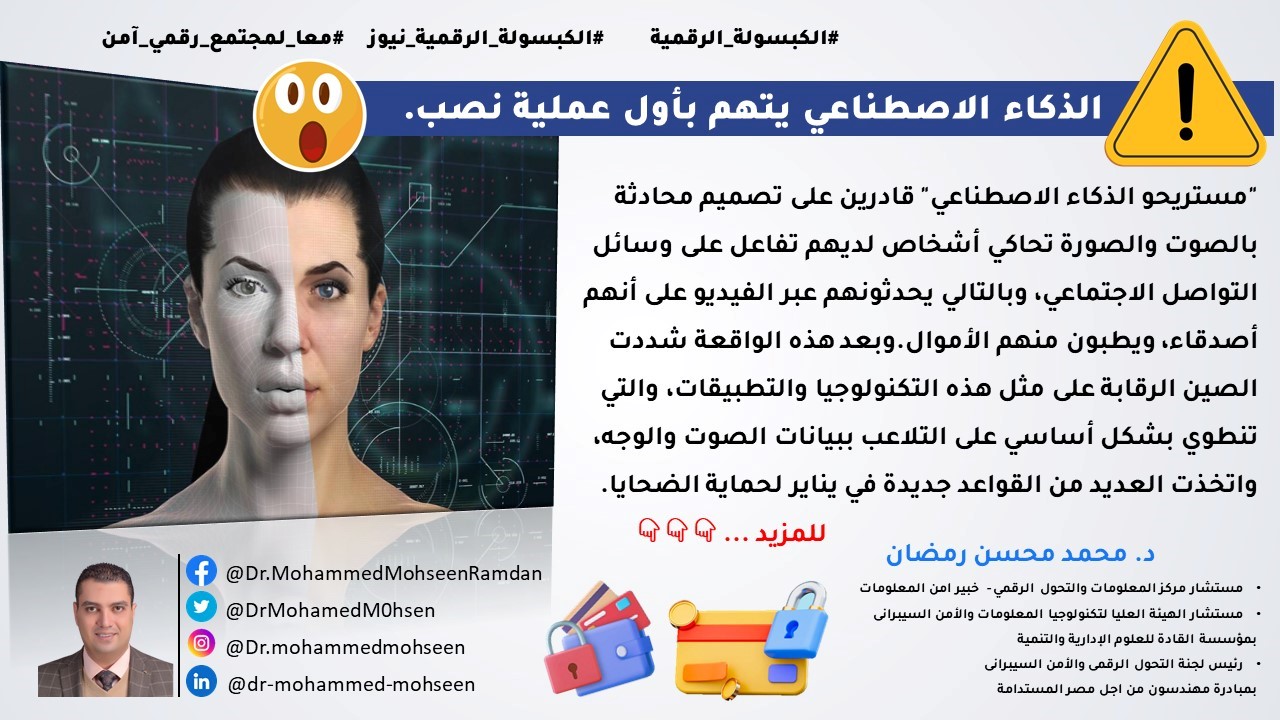 #الكبسولة_الرقمية #الكبسولة_الرقمية_نيوز #معا_لمجتمع_رقمي_آمن
الذكاء الاصطناعي يتهم بأول عملية نصب.
"مستريحو الذكاء الاصطناعي" قادرين على تصميم محادثة
بالصوت والصورة تحاكي أشخاص لديهم تفاعل على وسائل
التواصل الاجتماعي، وبالتالي يحدثونهم عبر الفيديو على أنهم
أصدقاء، ويطبون منهم الأموال.وبعد هذه الواقعة شددت
الصين الرقابة على مثل هذه التكنولوجيا والتطبيقات، والتي
تنطوي بشكل أساسي على التلاعب ببيانات الصوت والوجه،
واتخذت العديد من القواعد جديدة في يناير لحماية الضحايا.
للمزيد ... 👇👇👇
د. محمد محسن رمضان
• مستشار مركز المعلومات والتحول الرقمي - خبير امن المعلومات
• مستشار الهيئة العليا لتكنولوجيا المعلومات والأمن السيبرانى
بمؤسسة القادة للعلوم الإدارية والتنمية
• رئيس لجنة التحول الرقمى والأمن السيبرانى
بمبادرة مهندسون من اجل مصر المستدامة
@Dr.MohammedMohseenRamdan
@DrMohamedM0hsen
@Dr.mohammedmohseen
@dr-mohammed-mohseen